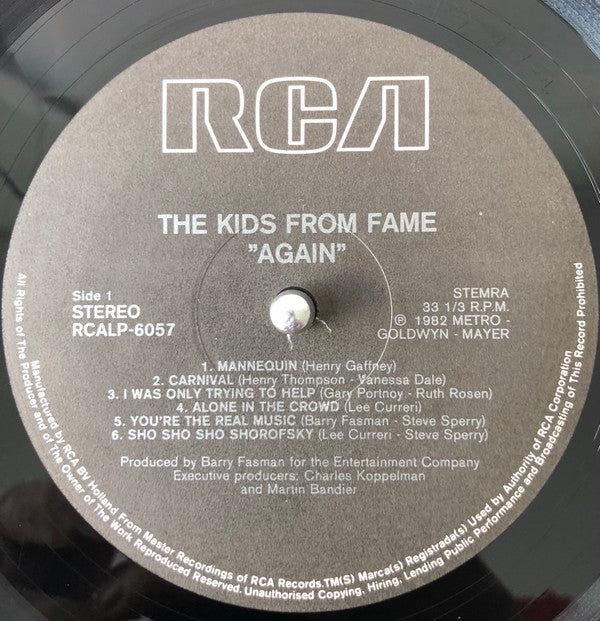 RCA
THE KIDS FROM FAME
"AGAIN"
Side 1
STEREO
RCALP-6057
STEMRA
33 1/3 R.P.M.
℗ 1982 METRO -
GOLDWYN - MAYER
1. MANNEQUIN (Henry Gaffney)
2. CARNIVAL (Henry Thompson - Vanessa Dale)
3. I WAS ONLY TRYING TO HELP (Gary Portnoy - Ruth Rosen)
4. ALONE IN THE CROWD (Lee Curreri)
5. YOU'RE THE REAL MUSIC (Barry Fasman - Steve Sperry)
6. SHO SHO SHO SHOROFSKY (Lee Curreri - Steve Sperry)
Produced by Barry Fasman for the Entertainment Company
Executive producers: Charles Koppelman
and Martin Bandier
Manufactured by RCA BV Holland From Master Recordings of RCA Records.TM(S) Marca(s) Registrada(s) Used by Authority of RCA Corporation
All Rights of The Producer and of The Owner of The Work Reproduced Reserved. Unauthorised Copying, Hiring, Lending Public Performance and Broadcasting of This Record Prohibited